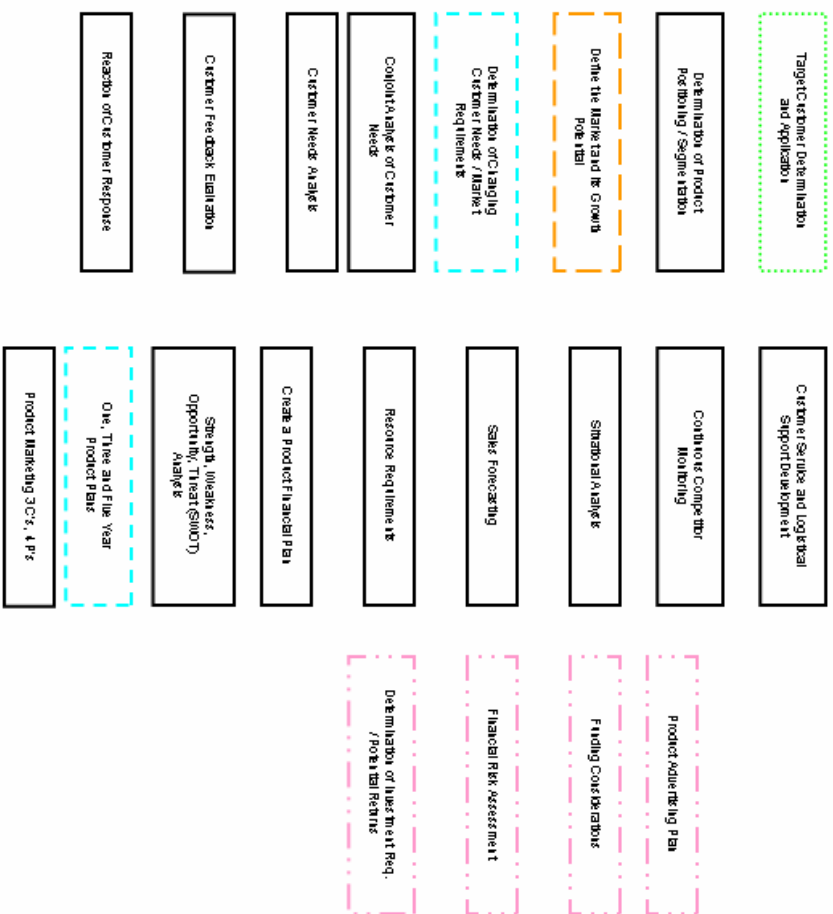 Target Customer Determination
and Application
Determination of Product
Positioning / Segmentation
Define the Market and Its Growth
Potential
Determination of Changing
Customer Needs / Market
Requirements
Conjoint Analysis of Customer
Needs
Customer Needs Analysis
Customer Feedback Evaluation
Reaction of Customer Response
Customer Service and Logistical
Support Development
Continuous Competitor
Monitoring
Situational Analysis
Sales Forecasting
Resource Requirements
Create a Product Financial Plan
Strength, Weakness,
Opportunity, Threat (SWOT)
Analysis
One, Three and Five Year
Product Plans
Product Marketing 3 C's, 4 P's
Product Advertising Plan
Funding Considerations
Financial Risk Assessment
Determination of Investment Req.
/ Potential Returns